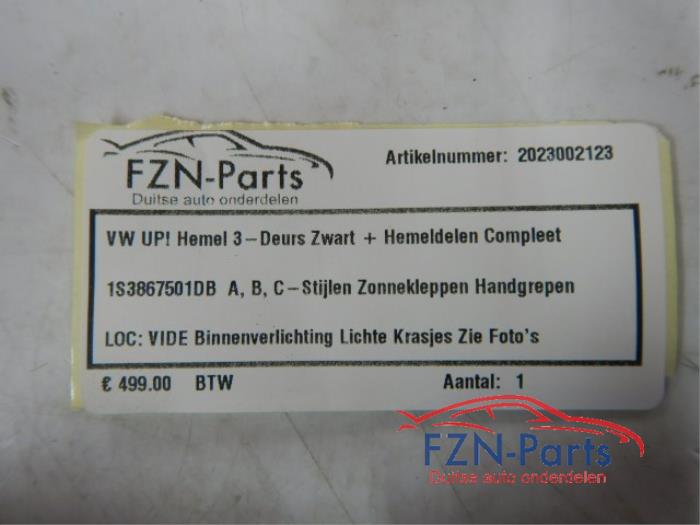 FZN-Parts
Duitse auto onderdelen
Artikelnummer: 2023002123
VW UP! Hemel 3-Deurs Zwart + Hemeldelen Compleet
1S3867501DB A, B, C-Stijlen Zonnekleppen Handgrepen
LOC: VIDE Binnenverlichting Lichte Krasjes Zie Foto's
€ 499.00 BTW Aantal: 1
FZN-Parts
Duitse auto onderdelen